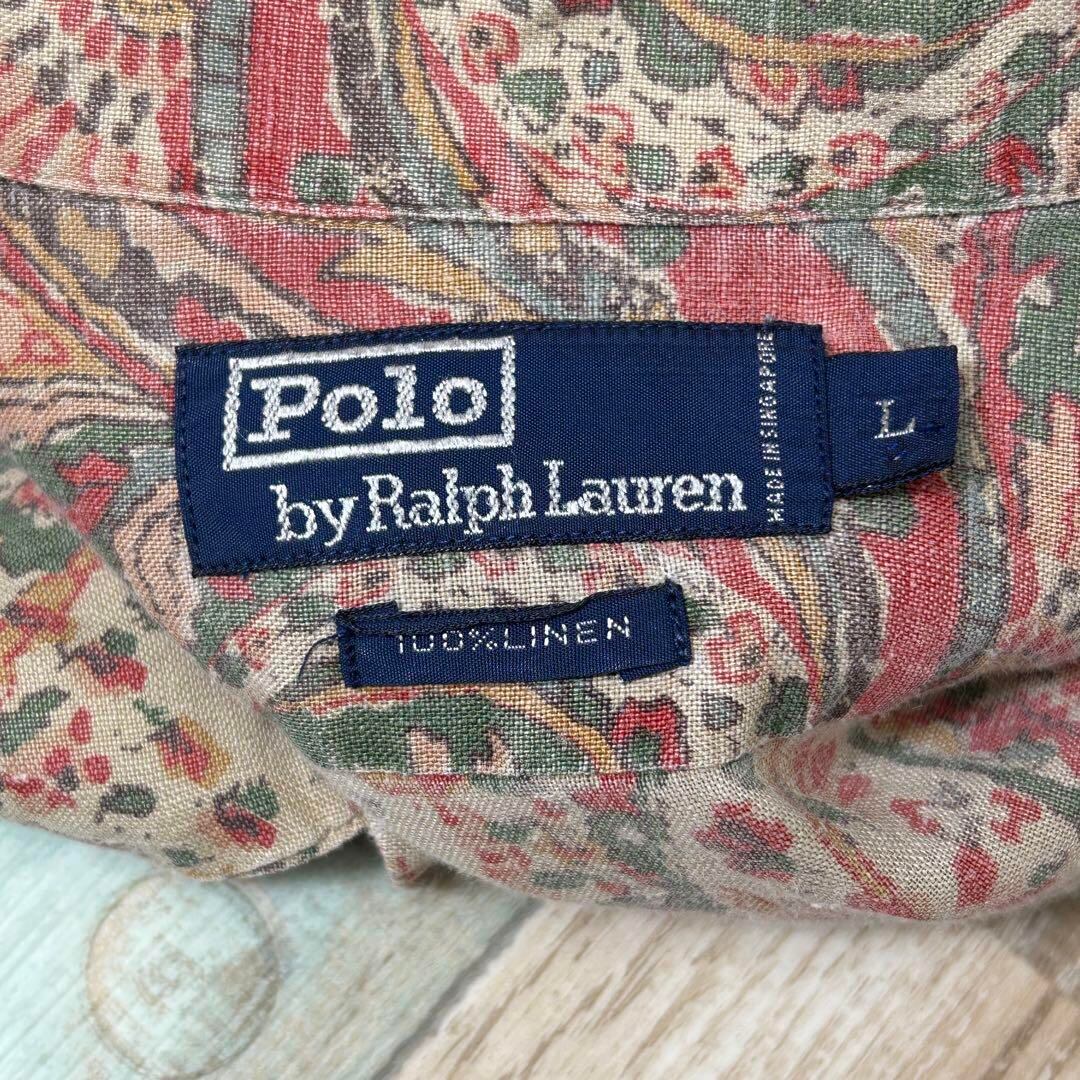 Polo
by Ralph Lauren
MADE IN SINGAPORE
L
100% LINEN